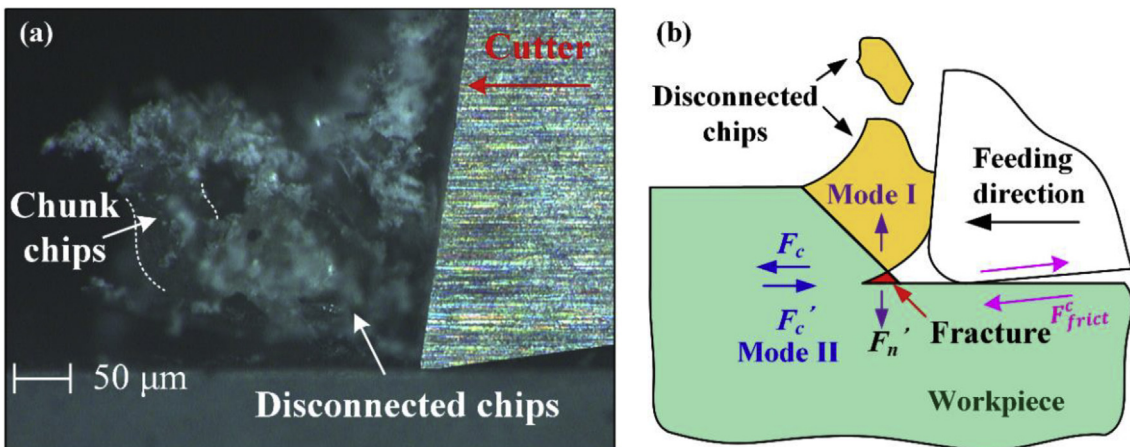 (a)
Cutter
Chunk
chips
50 μm
Disconnected chips
(b)
Disconnected
chips
Feeding
direction
Mode I
F_c
F_c′
Mode II
F_n′
Fracture
F_frict^c
Workpiece